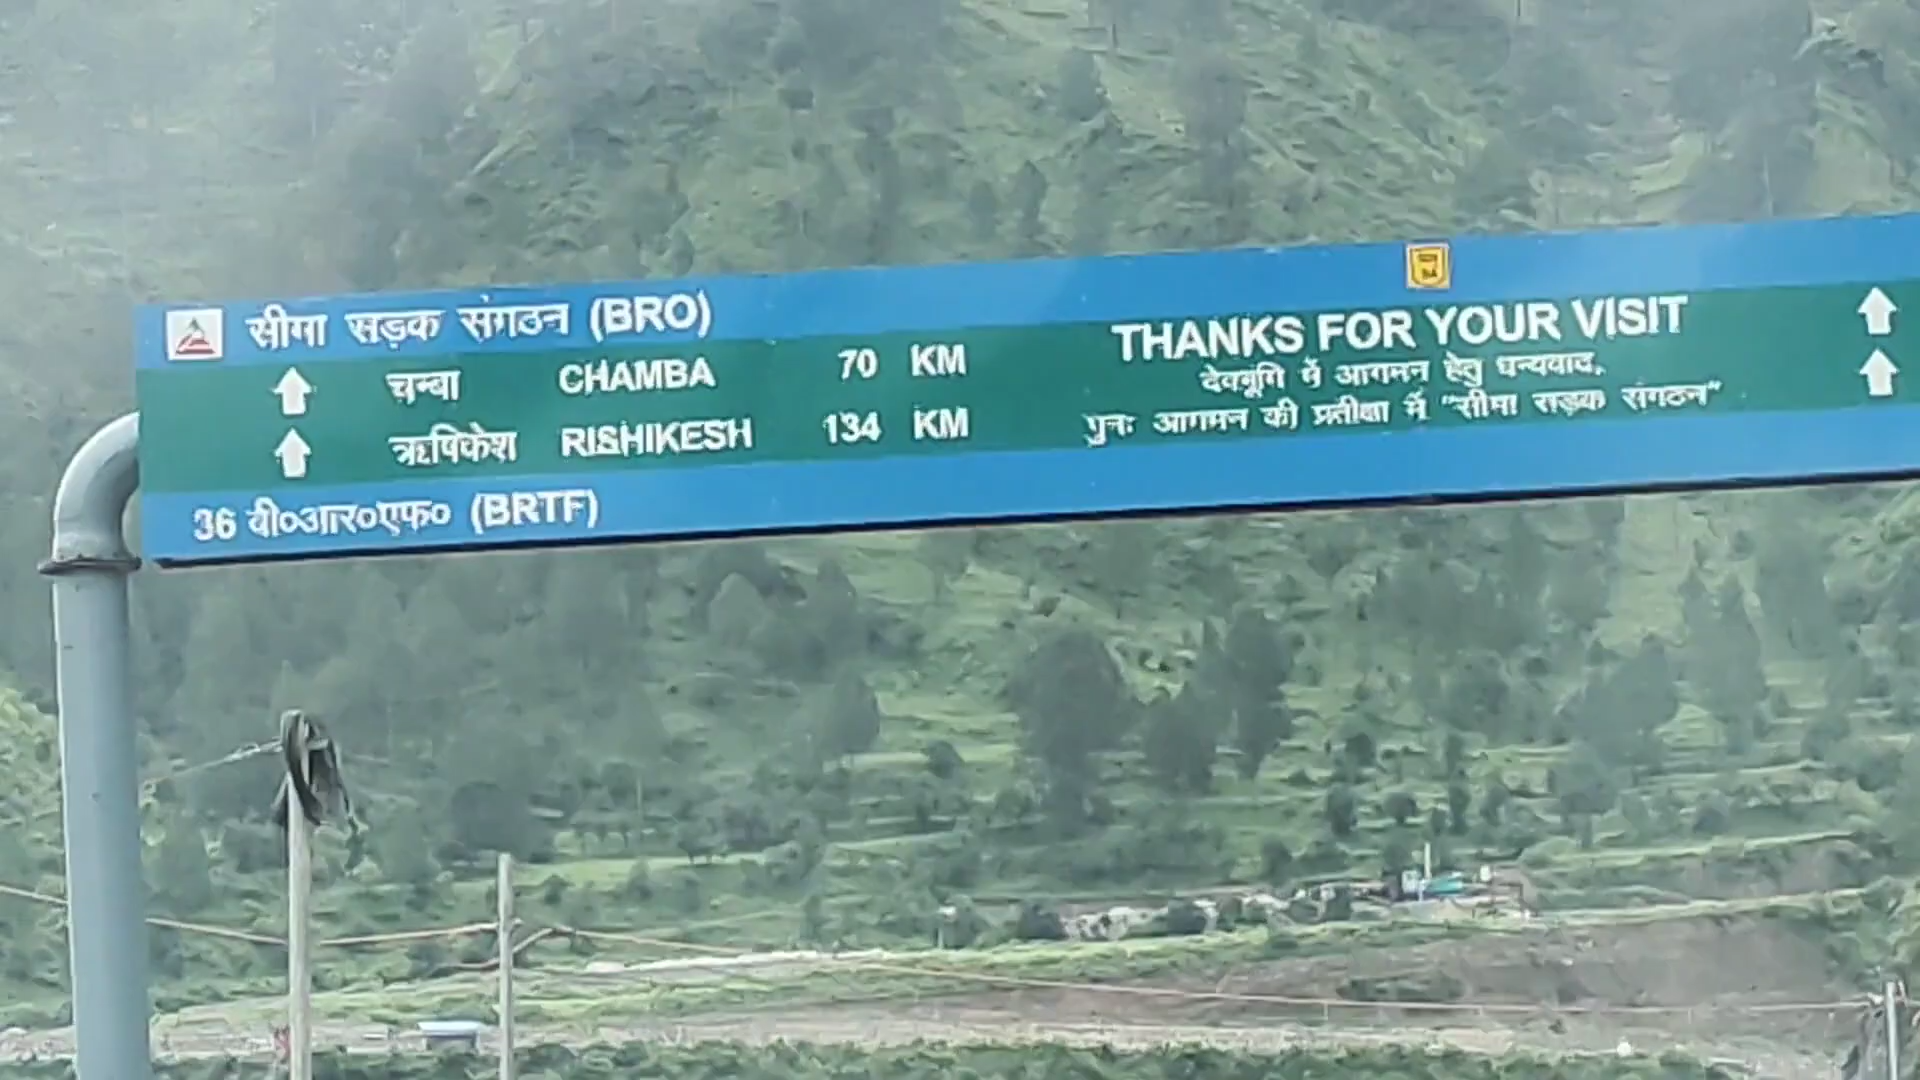 सीमा सड़क संगठन (BRO)
चम्बा CHAMBA 70 KM
ऋषिकेश RISHIKESH 134 KM
36 बी०आर०एफ० (BRTF)
THANKS FOR YOUR VISIT
देवभूमि में आगमन हेतु धन्यवाद,
पुनः आगमन की प्रतीक्षा में "सीमा सड़क संगठन"